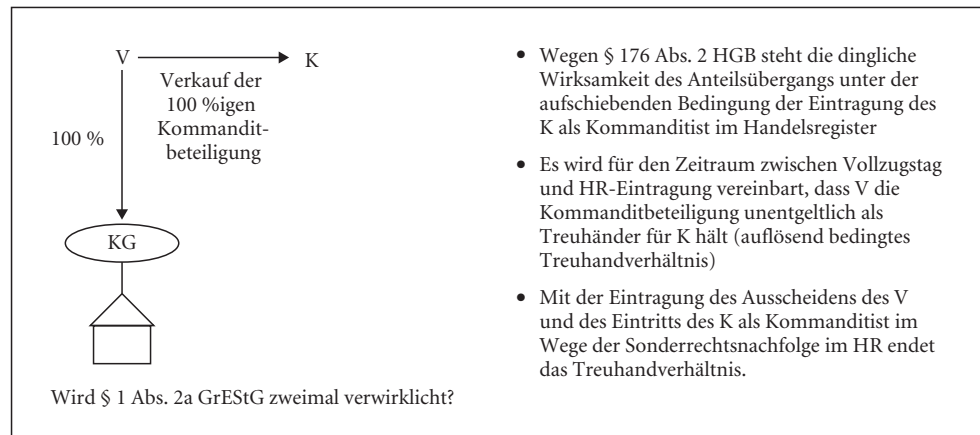 V
K
Verkauf der
100 %igen
Kommandit-
beteiligung
100 %
KG
Wird § 1 Abs. 2a GrEStG zweimal verwirklicht?
• Wegen § 176 Abs. 2 HGB steht die dingliche
Wirksamkeit des Anteilsübergangs unter der
aufschiebenden Bedingung der Eintragung des
K als Kommanditist im Handelsregister
• Es wird für den Zeitraum zwischen Vollzugstag
und HR-Eintragung vereinbart, dass V die
Kommanditbeteiligung unentgeltlich als
Treuhänder für K hält (auflösend bedingtes
Treuhandverhältnis)
• Mit der Eintragung des Ausscheidens des V
und des Eintritts des K als Kommanditist im
Wege der Sonderrechtsnachfolge im HR endet
das Treuhandverhältnis.